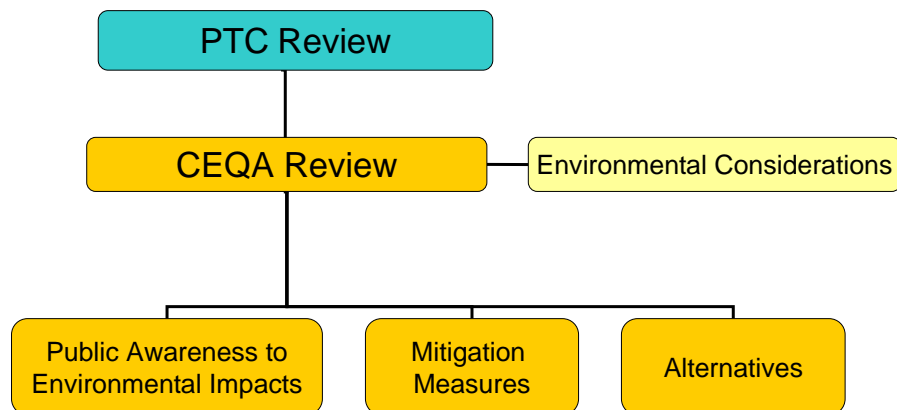 PTC Review
CEQA Review
Environmental Considerations
Public Awareness to
Environmental Impacts
Mitigation
Measures
Alternatives